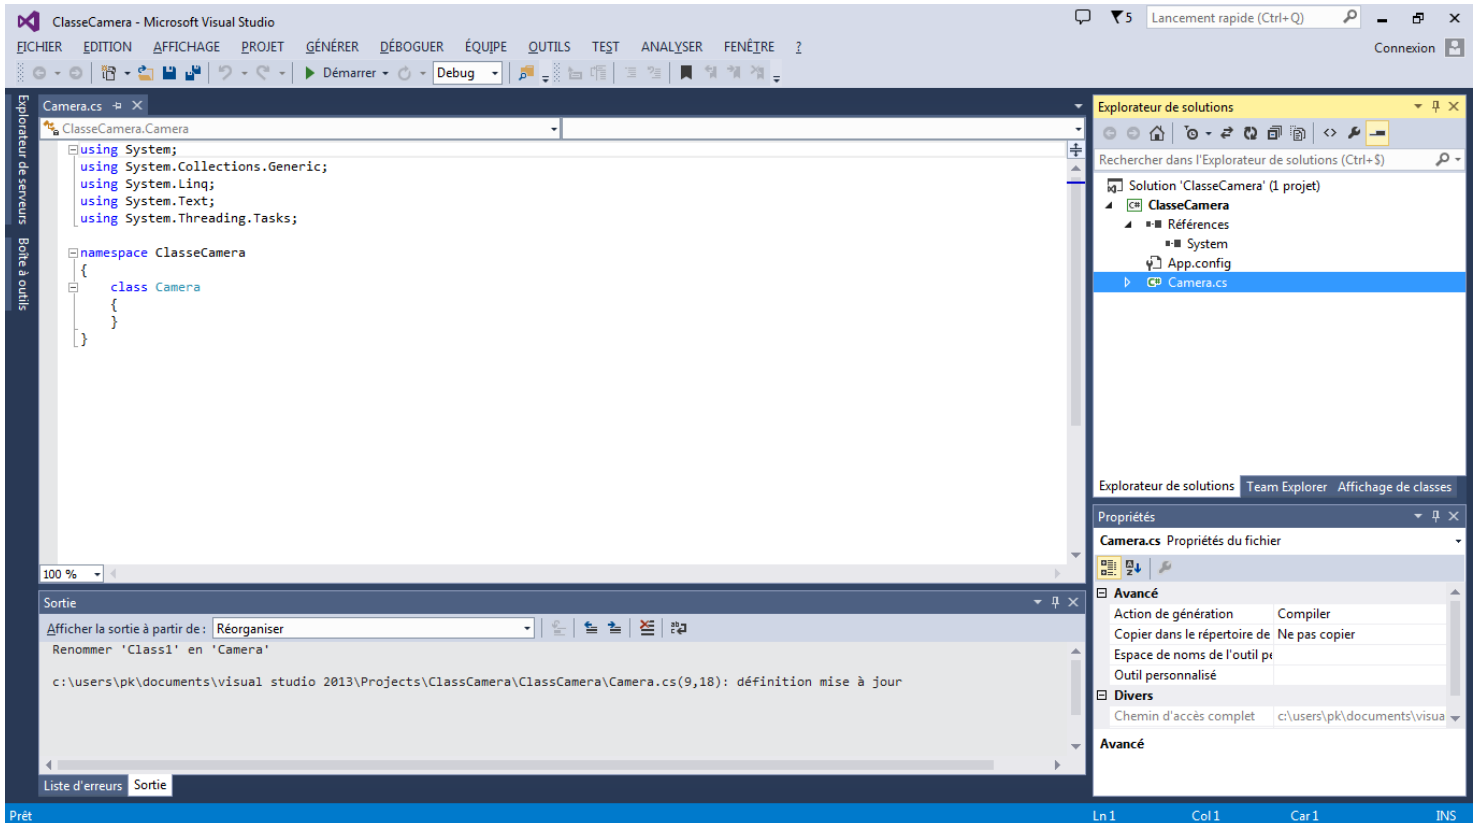 ClasseCamera - Microsoft Visual Studio
5
Lancement rapide (Ctrl+Q)
FICHIER EDITION AFFICHAGE PROJET GÉNÉRER DÉBOGUER ÉQUIPE OUTILS TEST ANALYSER FENÊTRE ?
Connexion
Démarrer
Debug
Explorateur de serveurs
Boîte à outils
Camera.cs
ClasseCamera.Camera
using System;
using System.Collections.Generic;
using System.Linq;
using System.Text;
using System.Threading.Tasks;
namespace ClasseCamera
{
class Camera
{
}
}
100 %
Sortie
Afficher la sortie à partir de : Réorganiser
Renommer 'Class1' en 'Camera'
c:\users\pk\documents\visual studio 2013\Projects\ClassCamera\ClassCamera\Camera.cs(9,18): définition mise à jour
Liste d'erreurs Sortie
Explorateur de solutions
Rechercher dans l'Explorateur de solutions (Ctrl+$)
Solution 'ClasseCamera' (1 projet)
C# ClasseCamera
Références
System
App.config
C# Camera.cs
Explorateur de solutions Team Explorer Affichage de classes
Propriétés
Camera.cs Propriétés du fichier
Avancé
Action de génération Compiler
Copier dans le répertoire de Ne pas copier
Espace de noms de l'outil pe
Outil personnalisé
Divers
Chemin d'accès complet c:\users\pk\documents\visua
Avancé
Prêt
Ln 1 Col 1 Car 1 INS